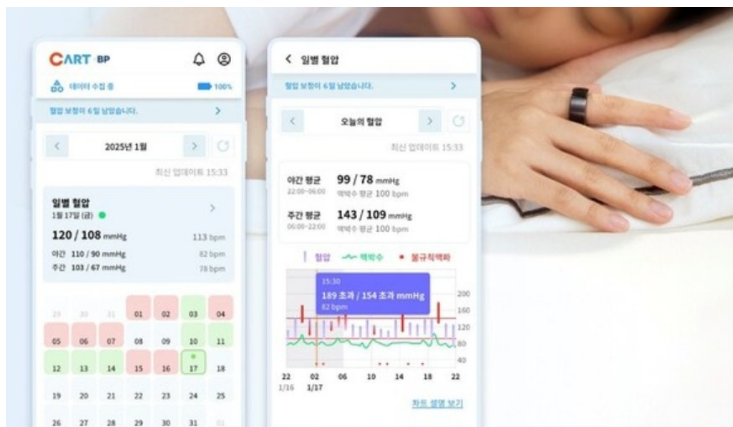 CART BP
데이터 수집 중
100%
혈압 보정이 6일 남았습니다.
2025년 1월
최신 업데이트 15:33
일별 혈압
1월 17일 (금)
120 / 108 mmHg
113 bpm
야간 110 / 90 mmHg
82 bpm
주간 103 / 67 mmHg
78 bpm
29 30 31 01 02 03 04
05 06 07 08 09 10 11
12 13 14 15 16 17 18
19 20 21 22 23 24 25
26 27 28 29 30 31 01
일별 혈압
혈압 보정이 6일 남았습니다.
오늘의 혈압
최신 업데이트 15:33
야간 평균 99 / 78 mmHg
22:00~06:00 맥박수 평균 100 bpm
주간 평균 143 / 109 mmHg
06:00~22:00 맥박수 평균 100 bpm
혈압 맥박수 불규칙맥파
15:30
189 초과 / 154 초과 mmHg
82 bpm
200
160
120
80
40
22 02 06 10 14 18 22
1/16 1/17
차트 설명 보기